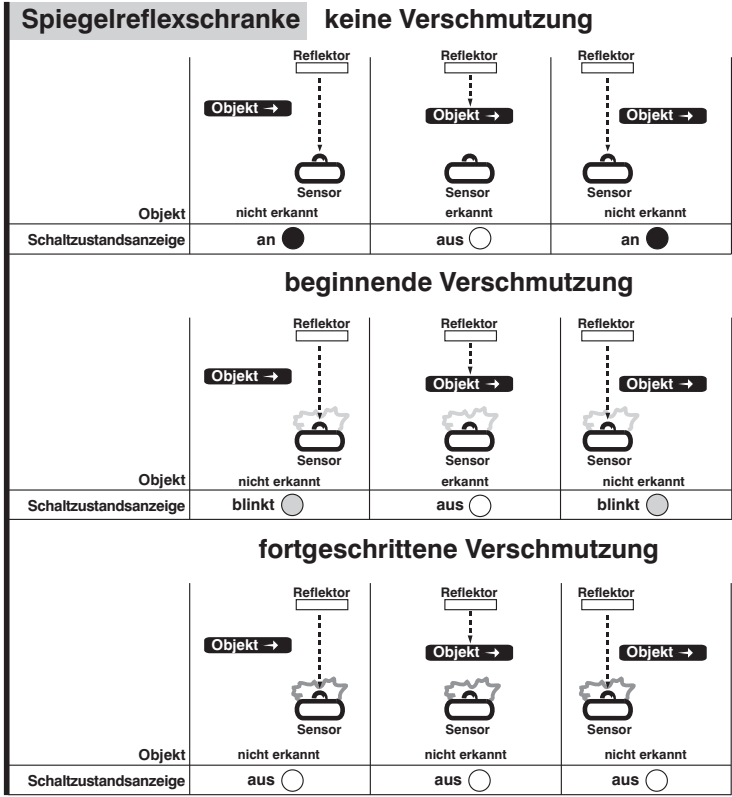 Spiegelreflexschranke keine Verschmutzung
Reflektor Reflektor Reflektor
Objekt → Objekt → Objekt →
Sensor Sensor Sensor
Objekt nicht erkannt erkannt nicht erkannt
Schaltzustandsanzeige an aus an
beginnende Verschmutzung
Reflektor Reflektor Reflektor
Objekt → Objekt → Objekt →
Sensor Sensor Sensor
Objekt nicht erkannt erkannt nicht erkannt
Schaltzustandsanzeige blinkt aus blinkt
fortgeschrittene Verschmutzung
Reflektor Reflektor Reflektor
Objekt → Objekt → Objekt →
Sensor Sensor Sensor
Objekt nicht erkannt nicht erkannt nicht erkannt
Schaltzustandsanzeige aus aus aus